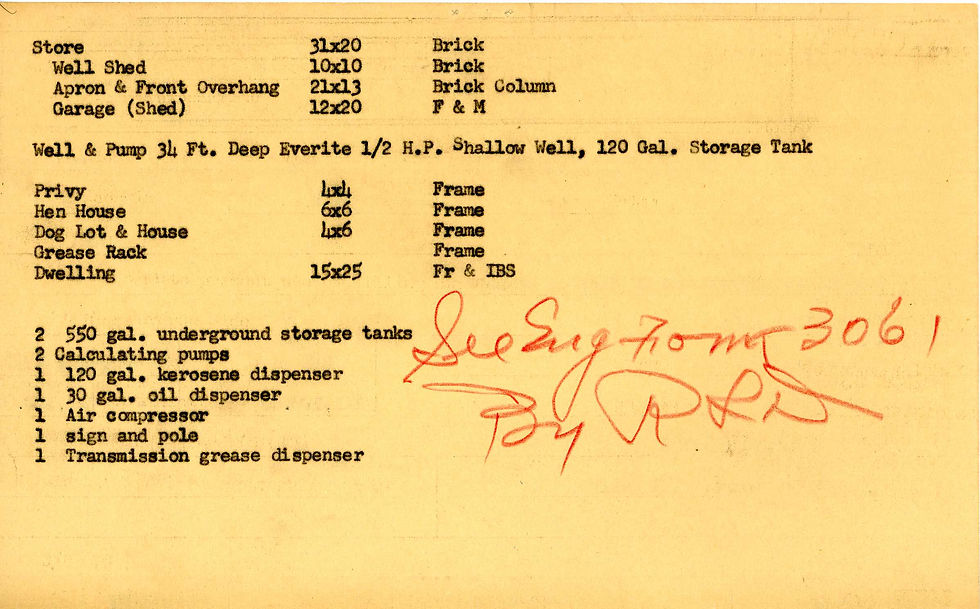 Store 31x20 Brick
Well Shed 10x10 Brick
Apron & Front Overhang 21x13 Brick Column
Garage (Shed) 12x20 F & M
Well & Pump 34 Ft. Deep Everite 1/2 H.P. Shallow Well, 120 Gal. Storage Tank
Privy 4x4 Frame
Hen House 6x6 Frame
Dog Lot & House 4x6 Frame
Grease Rack Frame
Dwelling 15x25 Fr & IBS
2 550 gal. underground storage tanks
2 Calculating pumps
1 120 gal. kerosene dispenser
1 30 gal. oil dispenser
1 Air compressor
1 sign and pole
1 Transmission grease dispenser
See Eng Form 3061
By R L D